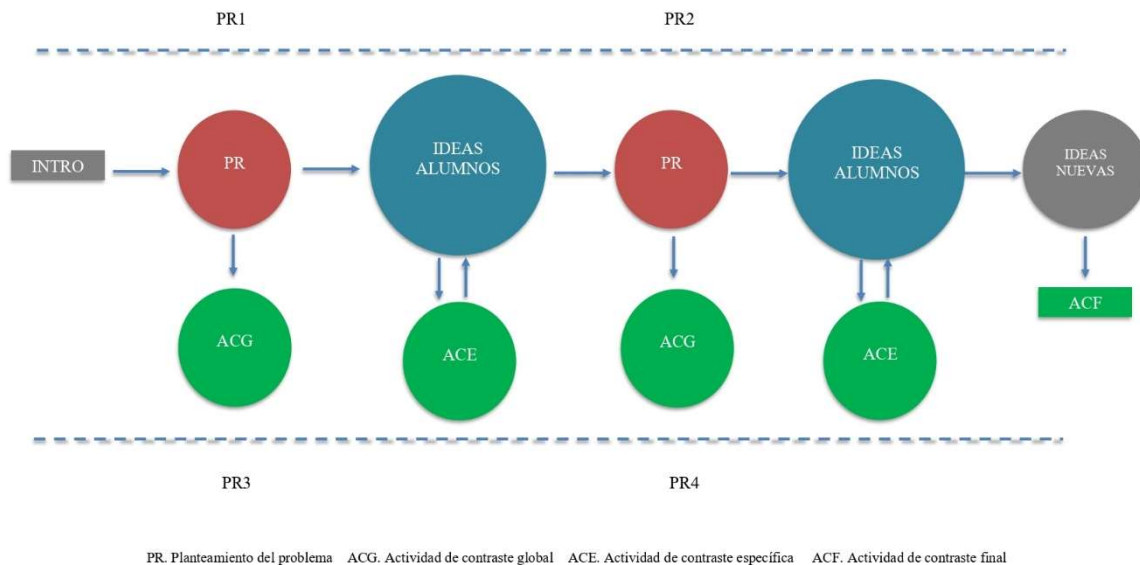 PR1
PR2
INTRO
PR
IDEAS
ALUMNOS
PR
IDEAS
ALUMNOS
IDEAS
NUEVAS
ACG
ACE
ACG
ACE
ACF
PR3
PR4
PR. Planteamiento del problema ACG. Actividad de contraste global ACE. Actividad de contraste específica ACF. Actividad de contraste final